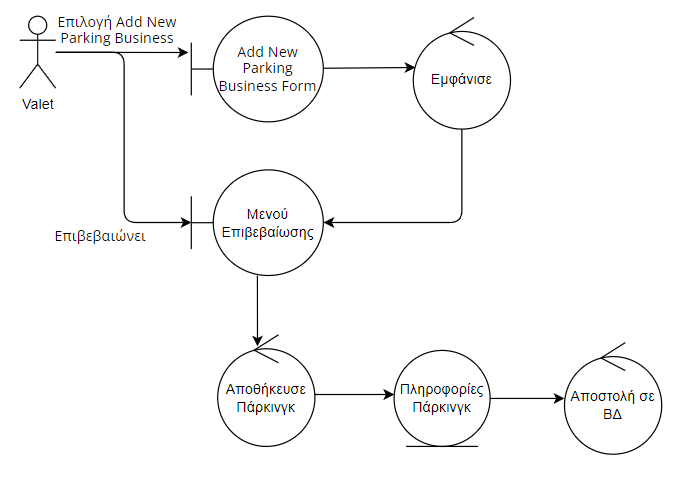 Επιλογή Add New
Parking Business
Valet
Add New
Parking
Business Form
Εμφάνισε
Επιβεβαιώνει
Μενού
Επιβεβαίωσης
Αποθήκευσε
Πάρκινγκ
Πληροφορίες
Πάρκινγκ
Αποστολή σε
ΒΔ